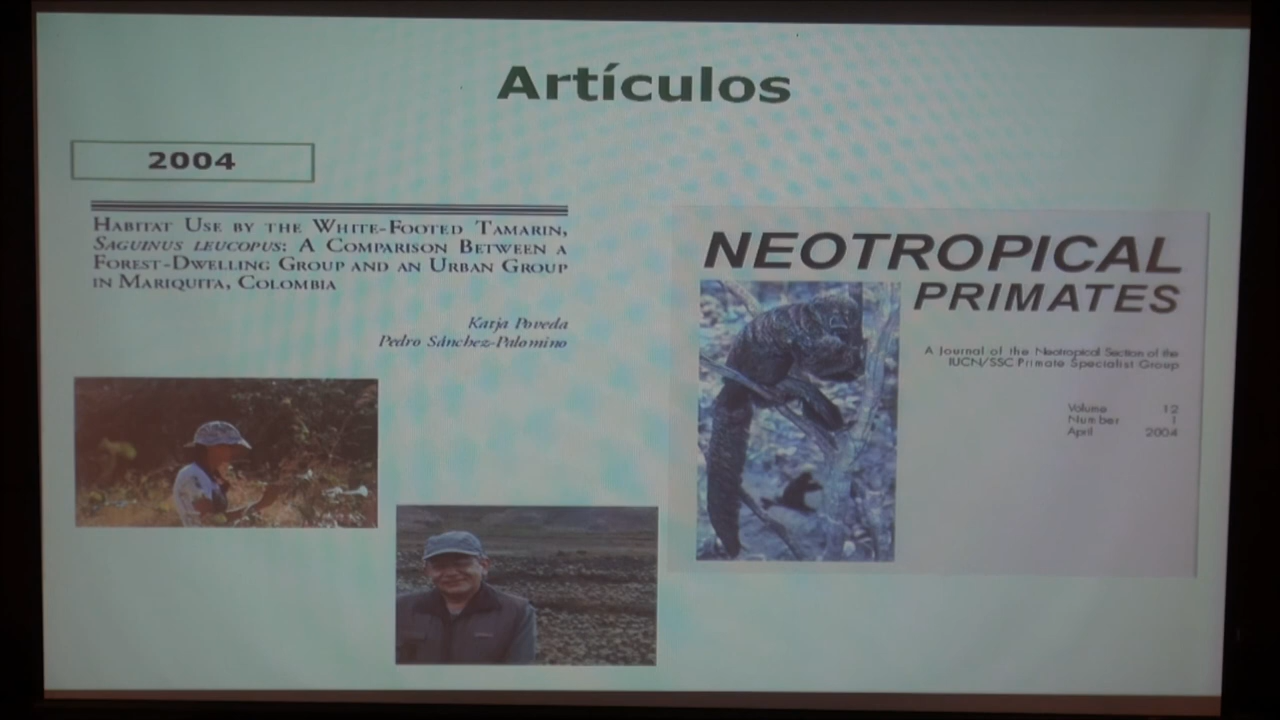 Artículos
2004
HABITAT USE BY THE WHITE-FOOTED TAMARIN,
SAGUINUS LEUCOPUS: A COMPARISON BETWEEN A
FOREST-DWELLING GROUP AND AN URBAN GROUP
IN MARIQUITA, COLOMBIA
Katja Poveda
Pedro Sánchez-Palomino
NEOTROPICAL
PRIMATES
A Journal of the Neotropical Section of the
IUCN/SSC Primate Specialist Group
Volume 12
Number 1
April 2004